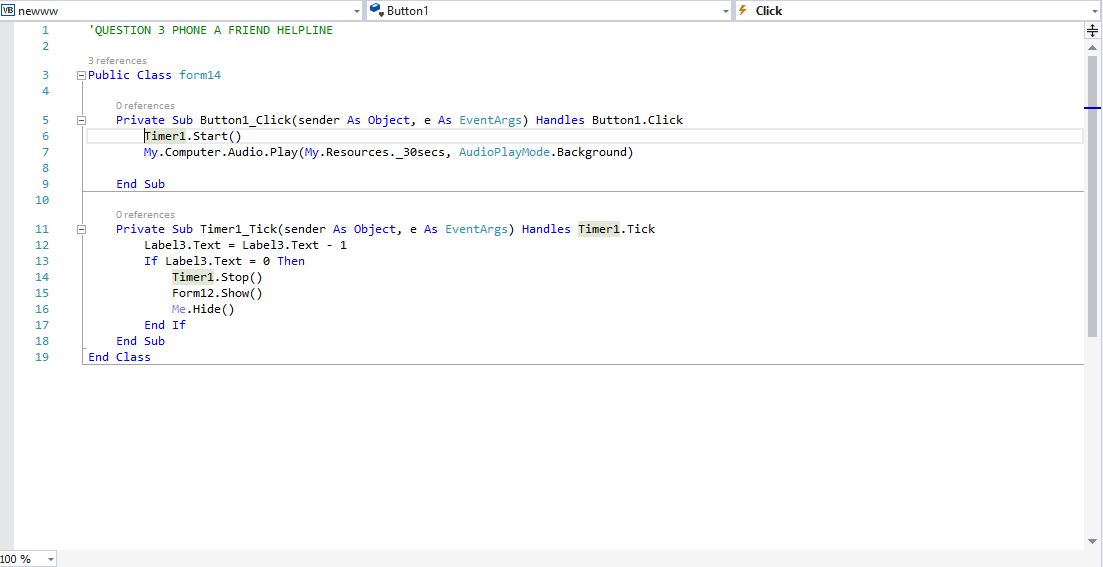 VB newww Button1 Click
1 'QUESTION 3 PHONE A FRIEND HELPLINE
2
3 references
3 Public Class form14
4
0 references
5 Private Sub Button1_Click(sender As Object, e As EventArgs) Handles Button1.Click
6 Timer1.Start()
7 My.Computer.Audio.Play(My.Resources._30secs, AudioPlayMode.Background)
8
9 End Sub
10
0 references
11 Private Sub Timer1_Tick(sender As Object, e As EventArgs) Handles Timer1.Tick
12 Label3.Text = Label3.Text - 1
13 If Label3.Text = 0 Then
14 Timer1.Stop()
15 Form12.Show()
16 Me.Hide()
17 End If
18 End Sub
19 End Class
100 %